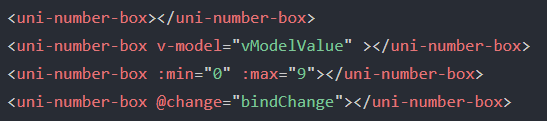 <uni-number-box></uni-number-box>
<uni-number-box v-model="vModelValue" ></uni-number-box>
<uni-number-box :min="0" :max="9"></uni-number-box>
<uni-number-box @change="bindChange"></uni-number-box>